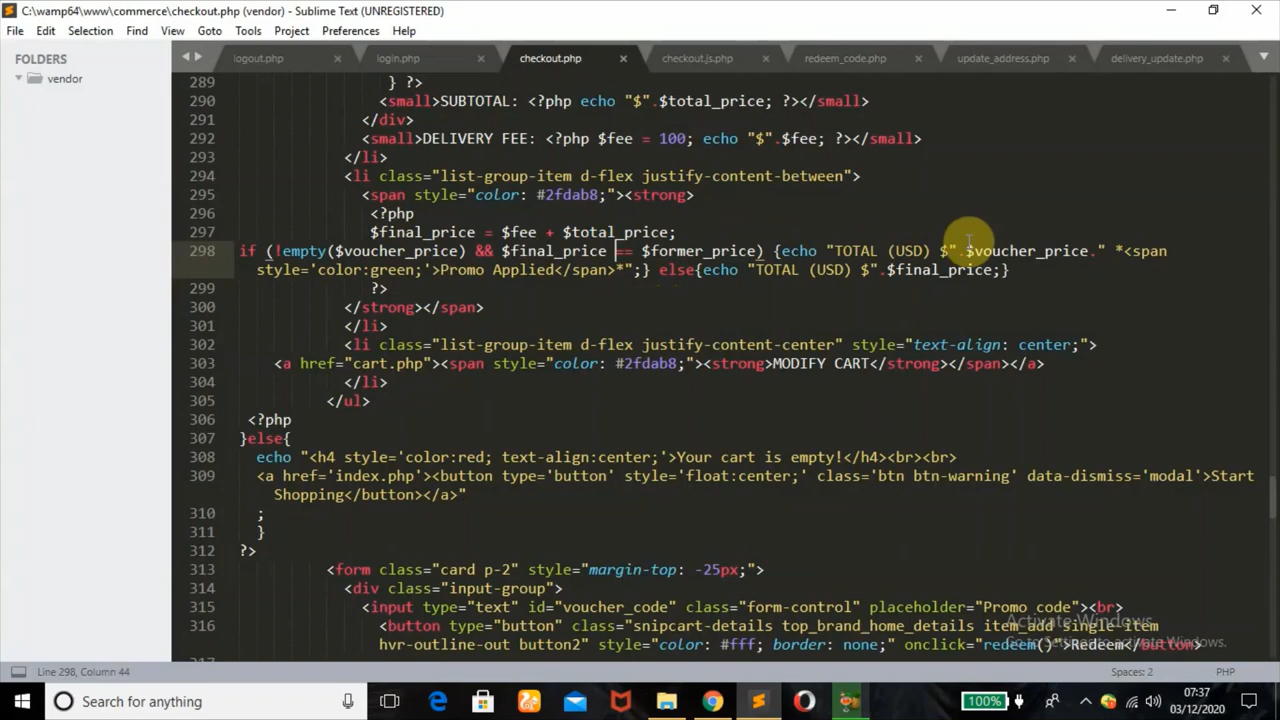 C:\wamp64\www\commerce\checkout.php (vendor) - Sublime Text (UNREGISTERED)
File Edit Selection Find View Goto Tools Project Preferences Help
FOLDERS
vendor
logout.php login.php checkout.php checkout.js.php redeem_code.php update_address.php delivery_update.php
289 } ?>
290 <small>SUBTOTAL: <?php echo "$".$total_price; ?></small>
291 </div>
292 <small>DELIVERY FEE: <?php $fee = 100; echo "$".$fee; ?></small>
293 </li>
294 <li class="list-group-item d-flex justify-content-between">
295 <span style="color: #2fdab8;"><strong>
296 <?php
297 $final_price = $fee + $total_price;
298 if (!empty($voucher_price) && $final_price == $former_price) {echo "TOTAL (USD) $".$voucher_price." *<span
style='color:green;'>Promo Applied</span>*";} else{echo "TOTAL (USD) $".$final_price;}
299 ?>
300 </strong></span>
301 </li>
302 <li class="list-group-item d-flex justify-content-center" style="text-align: center;">
303 <a href="cart.php"><span style="color: #2fdab8;"><strong>MODIFY CART</strong></span></a>
304 </li>
305 </ul>
306 <?php
307 }else{
308 echo "<h4 style='color:red; text-align:center;'>Your cart is empty!</h4><br><br>
309 <a href='index.php'><button type='button' style='float:center;' class='btn btn-warning' data-dismiss='modal'>Start
Shopping</button></a>"
310 ;
311 }
312 ?>
313 <form class="card p-2" style="margin-top: -25px;">
314 <div class="input-group">
315 <input type="text" id="voucher_code" class="form-control" placeholder="Promo code"><br>
316 <button type="button" class="snipcart-details top_brand_home_details item_add single-item
hvr-outline-out button2" style="color: #fff; border: none;" onclick="redeem()">Redeem</button>
317
Activate Windows
Go to Settings to activate Windows.
Line 298, Column 44
Spaces: 2
PHP
Search for anything
100%
07:37
03/12/2020